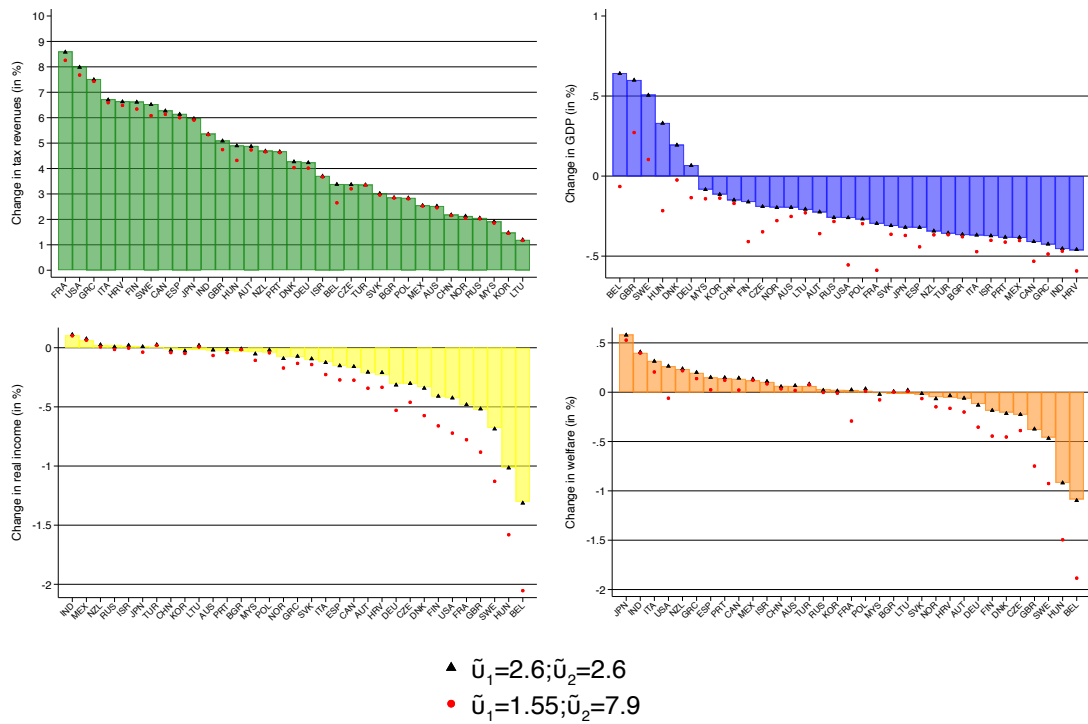 Change in tax revenues (in %)
10
9
8
7
6
5
4
3
2
1
0
FRA USA GRC ITA HRV FIN SWE CAN ESP JPN IND GBR HUN AUT NZL PRT DNK DEU ISR BEL CZE TUR SVK BGR POL MEX AUS CHN NOR RUS MYS KOR LTU
Change in GDP (in %)
1
.5
0
-.5
BEL GBR SWE HUN DNK DEU MYS KOR CHN FIN CZE NOR AUS LTU AUT RUS USA POL FRA SVK JPN ESP NZL TUR BGR ITA ISR PRT MEX CAN GRC IND HRV
Change in real income (in %)
0
-.5
-1
-1.5
-2
IND MEX NZL RUS ISR JPN TUR CHN KOR LTU AUS PRT BGR MYS POL NOR GRC SVK ITA ESP CAN AUT HRV DEU CZE DNK FIN USA FRA GBR SWE HUN BEL
Change in welfare (in %)
1
.5
0
-.5
-1
-1.5
-2
JPN IND ITA USA NZL GRC ESP PRT CAN MEX ISR CHN AUS TUR RUS KOR FRA POL MYS BGR LTU SVK NOR HRV AUT DEU FIN DNK CZE GBR SWE HUN BEL
ũ₁=2.6;ũ₂=2.6
ũ₁=1.55;ũ₂=7.9